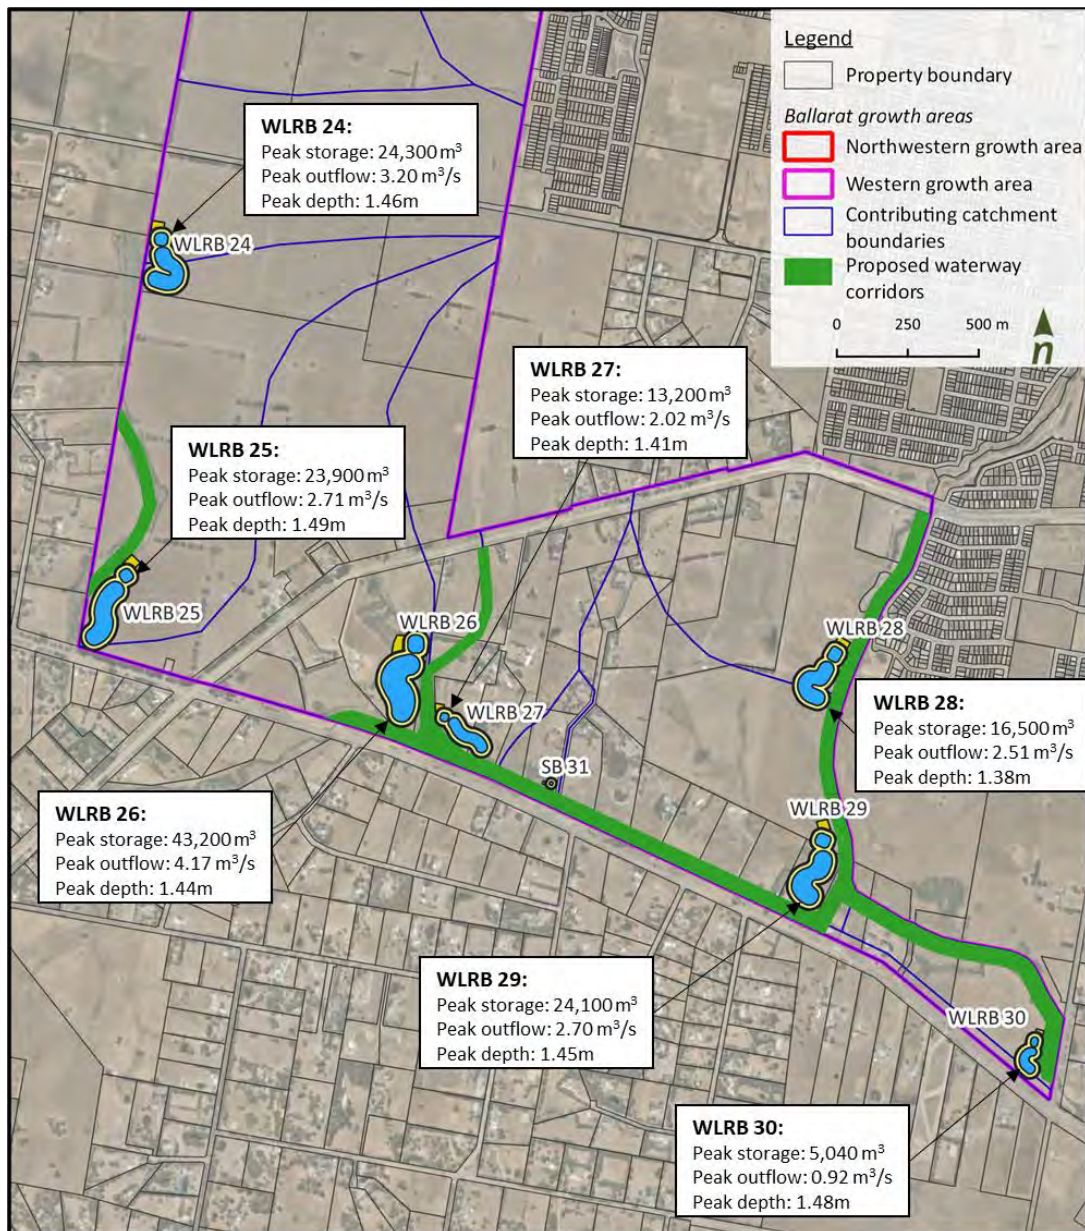 Legend
Property boundary
Ballarat growth areas
Northwestern growth area
Western growth area
Contributing catchment
boundaries
Proposed waterway
corridors
0 250 500 m
n
WLRB 24:
Peak storage: 24,300 m³
Peak outflow: 3.20 m³/s
Peak depth: 1.46m
WLRB 24
WLRB 27:
Peak storage: 13,200 m³
Peak outflow: 2.02 m³/s
Peak depth: 1.41m
WLRB 25:
Peak storage: 23,900 m³
Peak outflow: 2.71 m³/s
Peak depth: 1.49m
WLRB 25
WLRB 26
WLRB 28
WLRB 27
WLRB 28:
Peak storage: 16,500 m³
Peak outflow: 2.51 m³/s
Peak depth: 1.38m
SB 31
WLRB 26:
Peak storage: 43,200 m³
Peak outflow: 4.17 m³/s
Peak depth: 1.44m
WLRB 29
WLRB 29:
Peak storage: 24,100 m³
Peak outflow: 2.70 m³/s
Peak depth: 1.45m
WLRB 30
WLRB 30:
Peak storage: 5,040 m³
Peak outflow: 0.92 m³/s
Peak depth: 1.48m